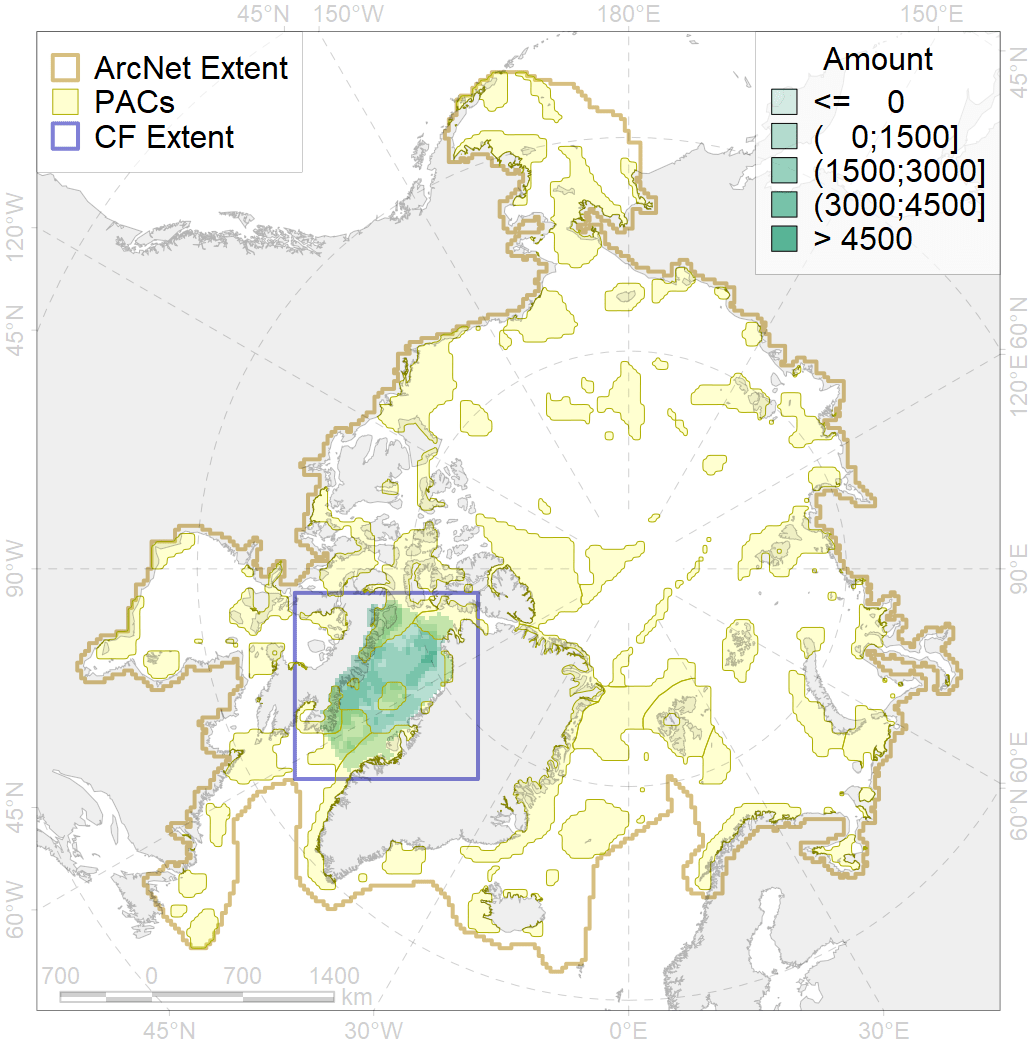 45°N 150°W 180°E 150°E
ArcNet Extent
PACs
CF Extent
Amount
<= 0
( 0;1500]
(1500;3000]
(3000;4500]
> 4500
45°N
120°W
60°N
45°N
120°E
90°W
90°E
60°E
45°N
60°N
60°W
700 0 700 1400
km
45°N 30°W 0°E 30°E